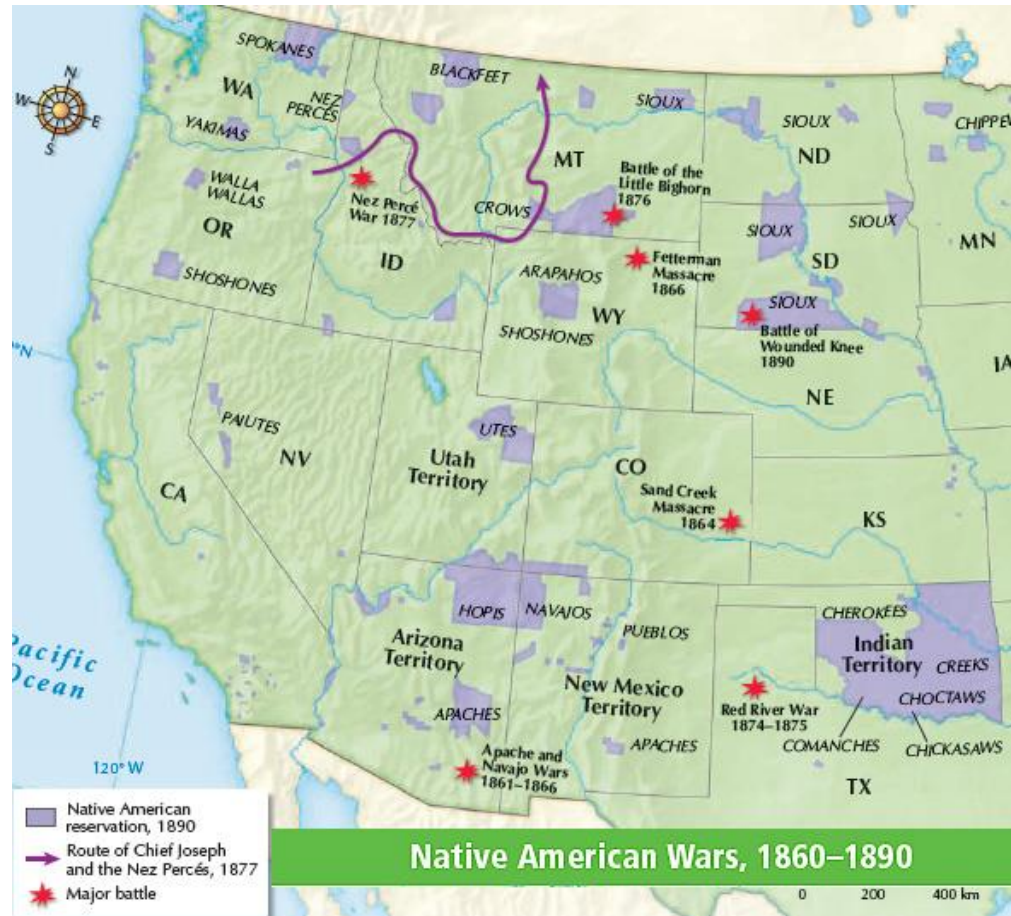 SPOKANES
BLACKFEET
N
W
E
S
WA
NEZ
PERCÉS
SIOUX
SIOUX
CHIPPEW
YAKIMAS
MT
ND
Battle of the
Little Bighorn
1876
WALLA
WALLAS
Nez Percé
War 1877
CROWS
SIOUX
SIOUX
OR
MN
ID
SD
Fetterman
Massacre
1866
ARAPAHOS
SHOSHONES
SIOUX
WY
SHOSHONES
Battle of
Wounded Knee
1890
°N
IA
NE
PAIUTES
UTES
NV
Utah
Territory
CO
CA
Sand Creek
Massacre
1864
KS
HOPIS
NAVAJOS
CHEROKEES
PUEBLOS
Arizona
Territory
Indian
Territory
CREEKS
Pacific
Ocean
New Mexico
Territory
CHOCTAWS
APACHES
Red River War
1874–1875
APACHES
COMANCHES
CHICKASAWS
Apache and
Navajo Wars
1861–1866
120°W
TX
Native American
reservation, 1890
Route of Chief Joseph
and the Nez Percés, 1877
Major battle
Native American Wars, 1860–1890
0 200 400 km